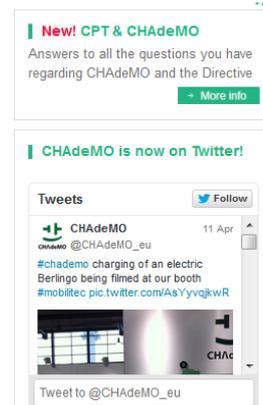 New! CPT & CHAdeMO
Answers to all the questions you have
regarding CHAdeMO and the Directive
→ More info
CHAdeMO is now on Twitter!
Tweets
Follow
CHAdeMO
11 Apr
CHAdeMO
@CHAdeMO_eu
#chademo charging of an electric
Berlingo being filmed at our booth
#mobilitec pic.twitter.com/AsYyvqjkwR
CHAd
Tweet to @CHAdeMO_eu